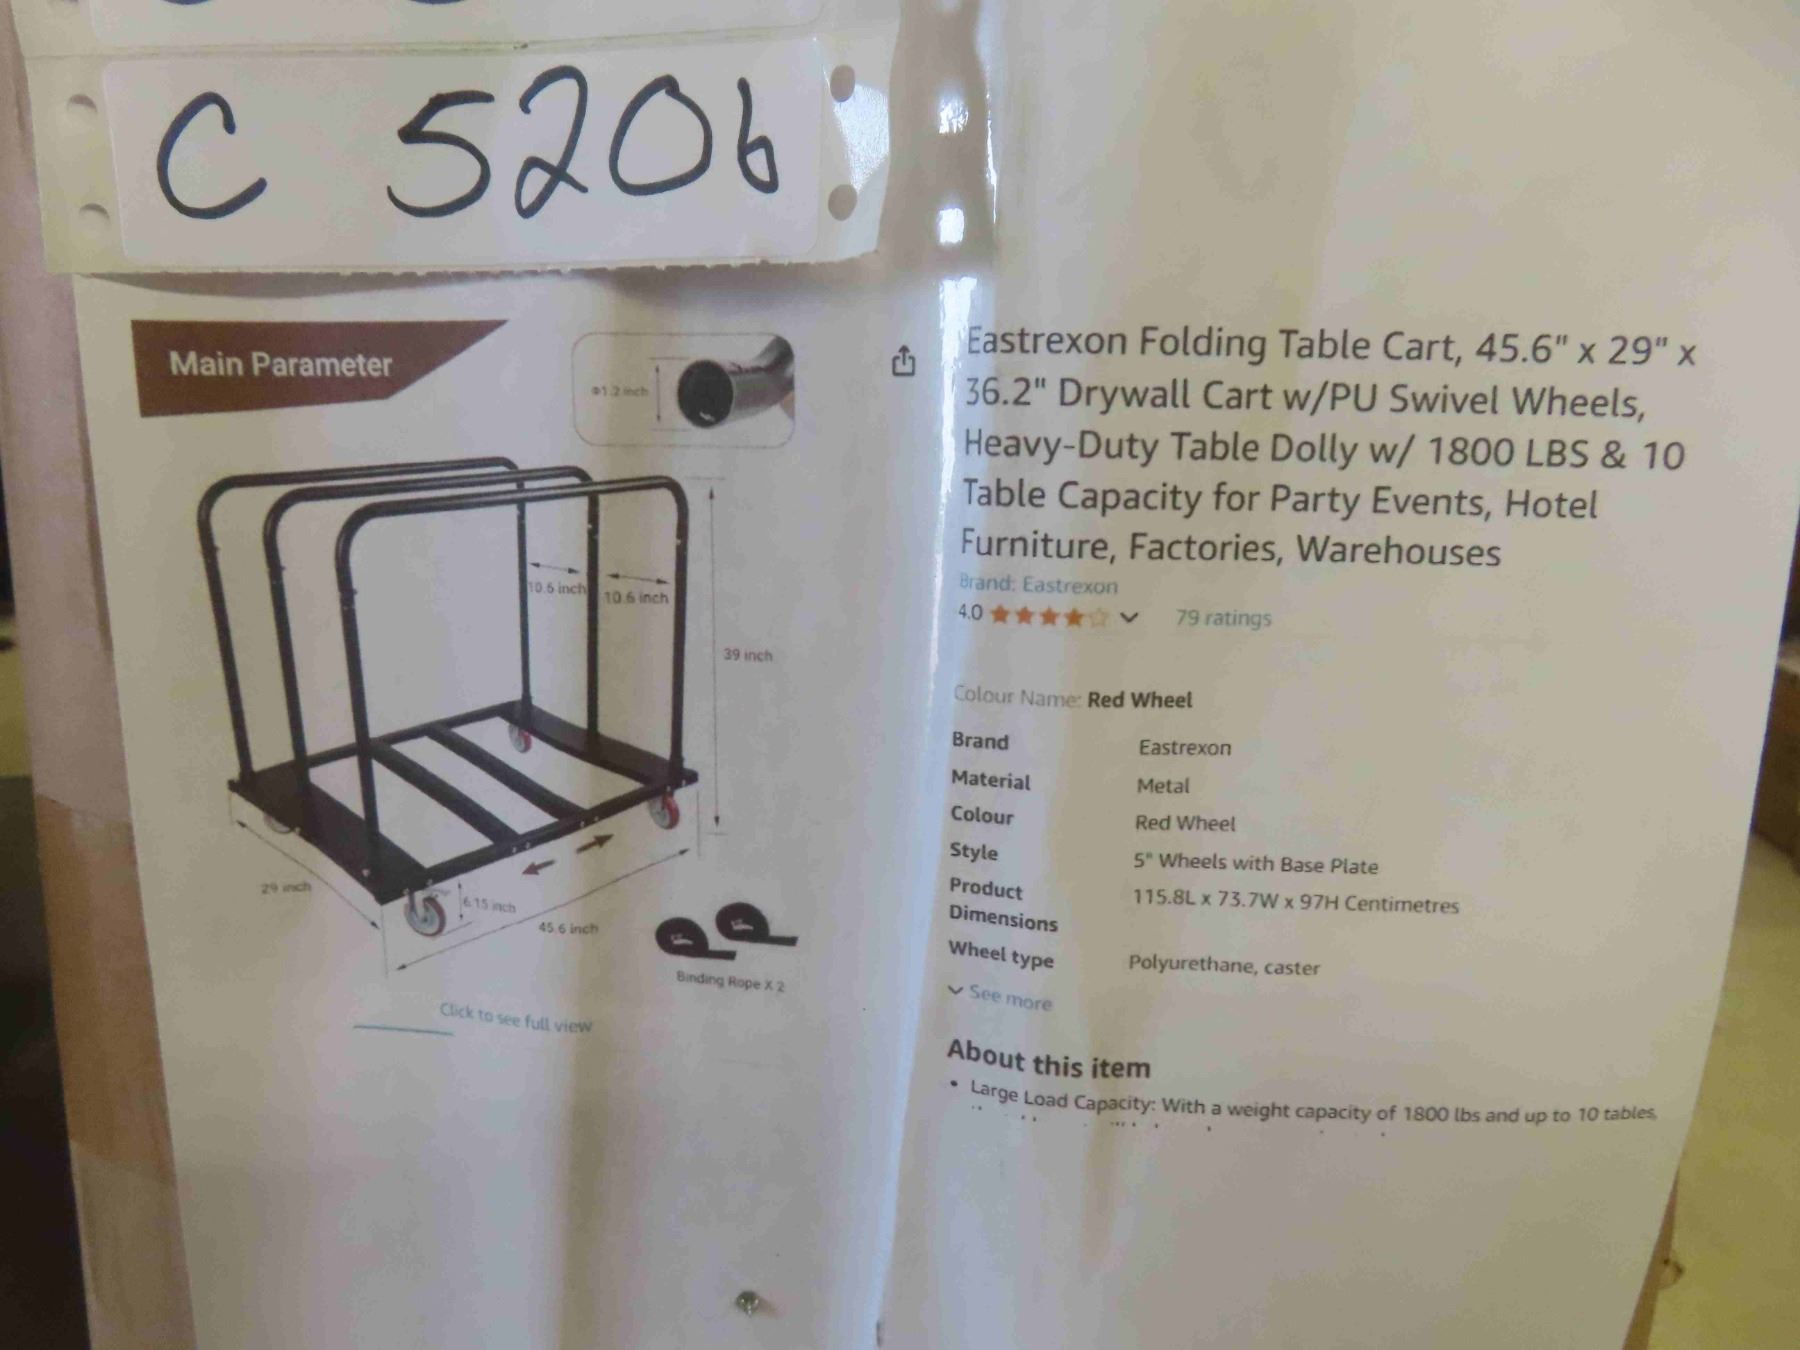 C 5206
Main Parameter
Φ1.2 inch
10.6 inch
10.6 inch
39 inch
29 inch
6.15 inch
45.6 inch
Binding Rope X 2
Click to see full view
Eastrexon Folding Table Cart, 45.6" x 29" x
36.2" Drywall Cart w/PU Swivel Wheels,
Heavy-Duty Table Dolly w/ 1800 LBS & 10
Table Capacity for Party Events, Hotel
Furniture, Factories, Warehouses
Brand: Eastrexon
4.0 79 ratings
Colour Name: Red Wheel
Brand Eastrexon
Material Metal
Colour Red Wheel
Style 5" Wheels with Base Plate
Product Dimensions 115.8L x 73.7W x 97H Centimetres
Wheel type Polyurethane, caster
See more
About this item
• Large Load Capacity: With a weight capacity of 1800 lbs and up to 10 tables,